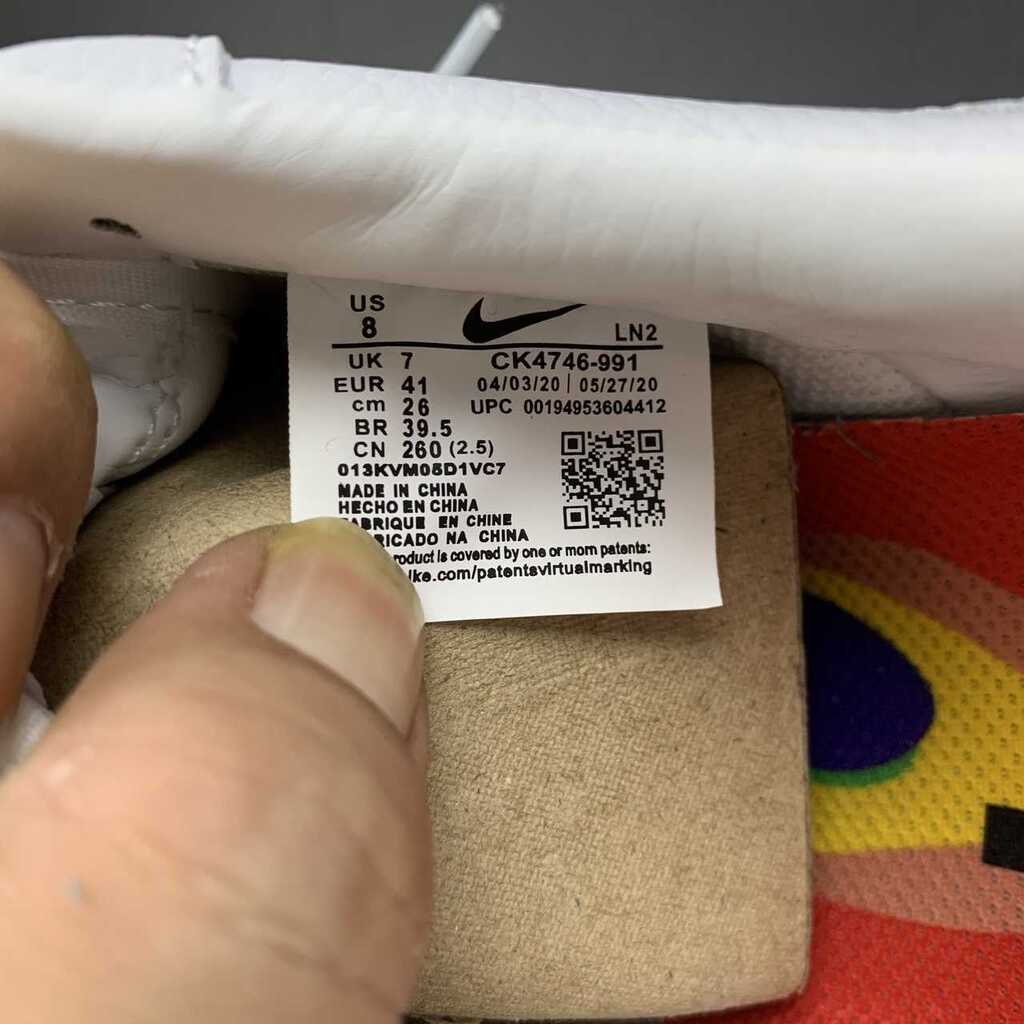 US
8
LN2
UK 7
CK4746-991
EUR 41
04/03/20 | 05/27/20
cm 26
UPC 00194953604412
BR 39.5
CN 260 (2.5)
013KVM05D1VC7
MADE IN CHINA
HECHO EN CHINA
FABRIQUE EN CHINE
RICADO NA CHINA
roduct is covered by one or mom patents:
ike.com/patentsvirtualmarking